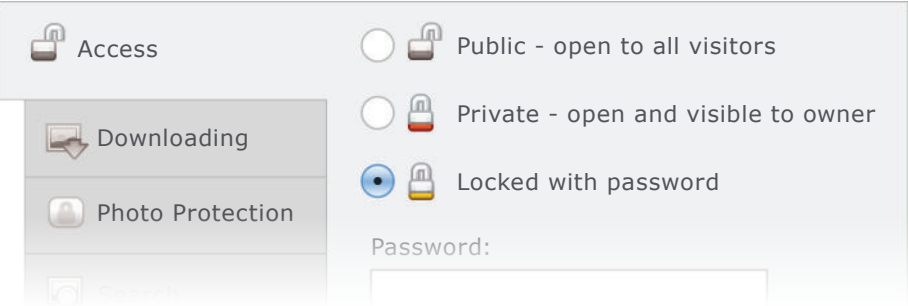 Access
Downloading
Photo Protection
Search
Public - open to all visitors
Private - open and visible to owner
Locked with password
Password: